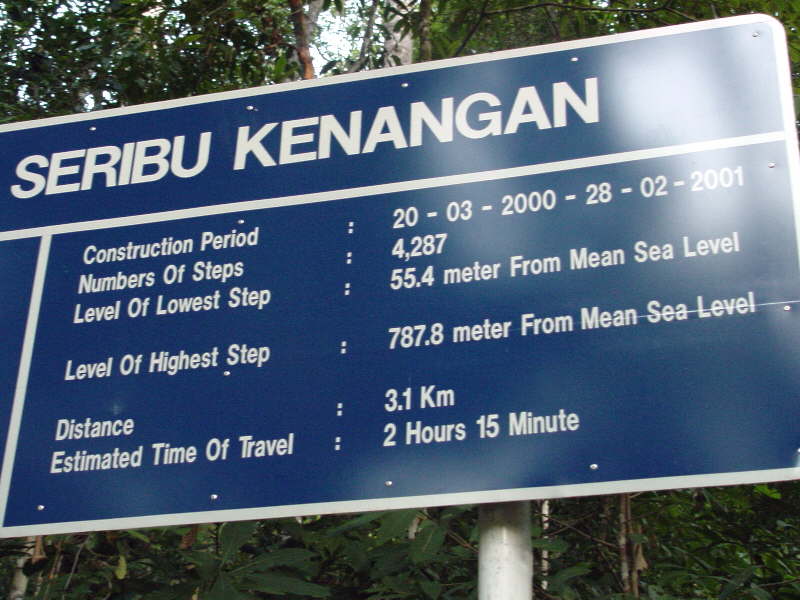 SERIBU KENANGAN
Construction Period : 20 - 03 - 2000 - 28 - 02 - 2001
Numbers Of Steps : 4,287
Level Of Lowest Step : 55.4 meter From Mean Sea Level
Level Of Highest Step : 787.8 meter From Mean Sea Level
Distance : 3.1 Km
Estimated Time Of Travel : 2 Hours 15 Minute